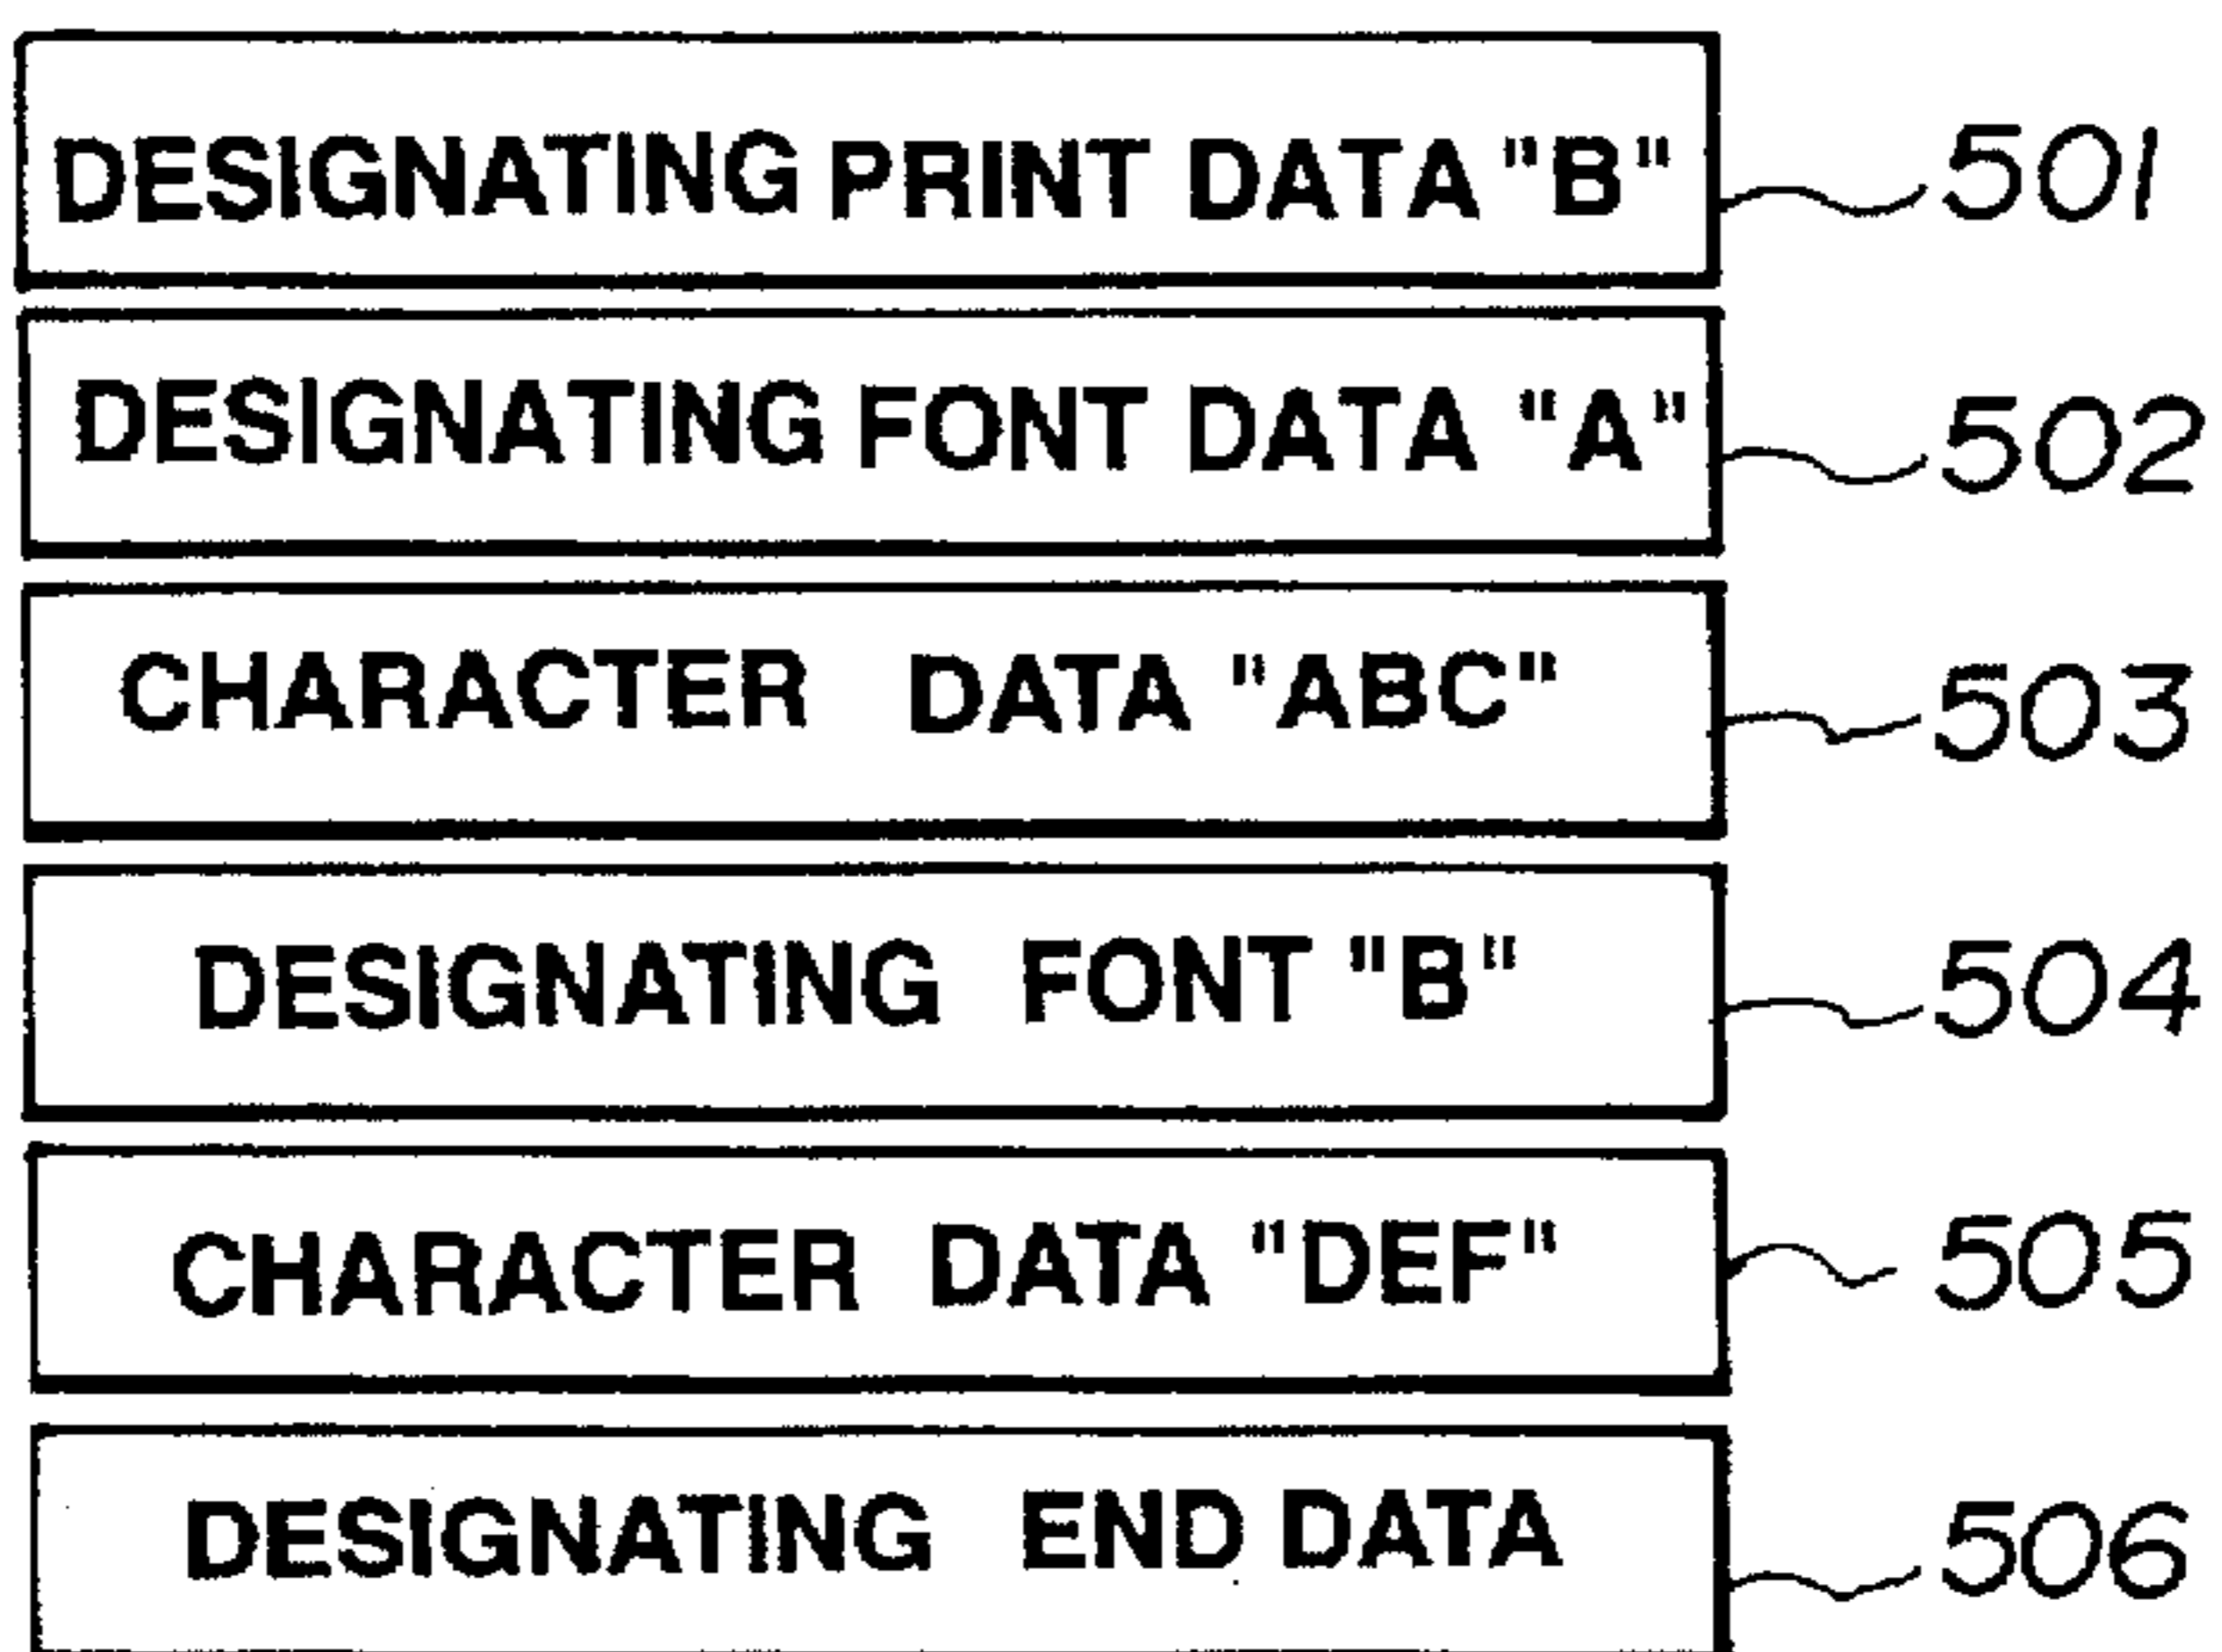 DESIGNATING PRINT DATA "B" 501
DESIGNATING FONT DATA "A" 502
CHARACTER DATA "ABC" 503
DESIGNATING FONT "B" 504
CHARACTER DATA "DEF" 505
DESIGNATING END DATA 506